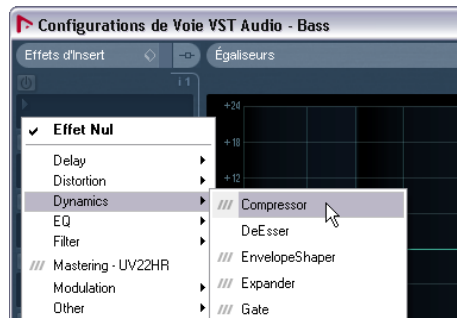 Configurations de Voie VST Audio - Bass
Effets d'Insert
Égaliseurs
i 1
+24
+18
+12
✓ Effet Nul
Delay
Distortion
Dynamics
EQ
Filter
/// Mastering - UV22HR
Modulation
Other
/// Compressor
DeEsser
/// EnvelopeShaper
/// Expander
/// Gate